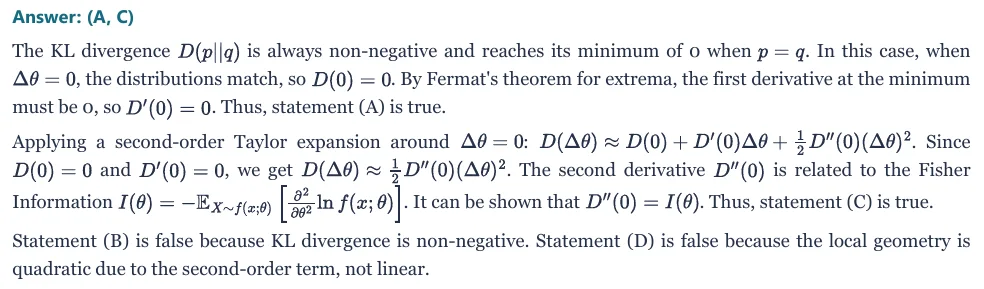 Answer: (A, C)
The KL divergence D(p||q) is always non-negative and reaches its minimum of 0 when p = q. In this case, when
Δθ = 0, the distributions match, so D(0) = 0. By Fermat's theorem for extrema, the first derivative at the minimum
must be 0, so D′(0) = 0. Thus, statement (A) is true.
Applying a second-order Taylor expansion around Δθ = 0: D(Δθ) ≈ D(0) + D′(0)Δθ + ½D″(0)(Δθ)². Since
D(0) = 0 and D′(0) = 0, we get D(Δθ) ≈ ½D″(0)(Δθ)². The second derivative D″(0) is related to the Fisher
Information I(θ) = −𝔼_{X∼f(x;θ)} [∂²/∂θ² ln f(x; θ)]. It can be shown that D″(0) = I(θ). Thus, statement (C) is true.
Statement (B) is false because KL divergence is non-negative. Statement (D) is false because the local geometry is
quadratic due to the second-order term, not linear.